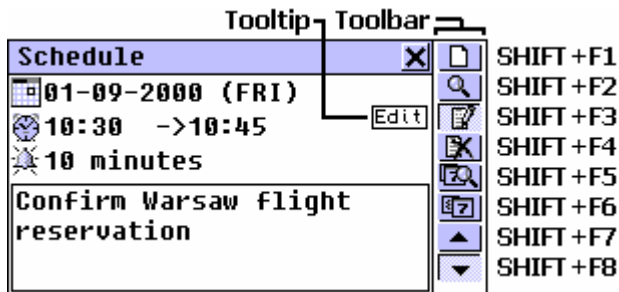 Tooltip Toolbar
Schedule
SHIFT+F1
01-09-2000 (FRI)
SHIFT+F2
10:30 ->10:45
Edit
SHIFT+F3
10 minutes
SHIFT+F4
SHIFT+F5
Confirm Warsaw flight
SHIFT+F6
reservation
SHIFT+F7
SHIFT+F8